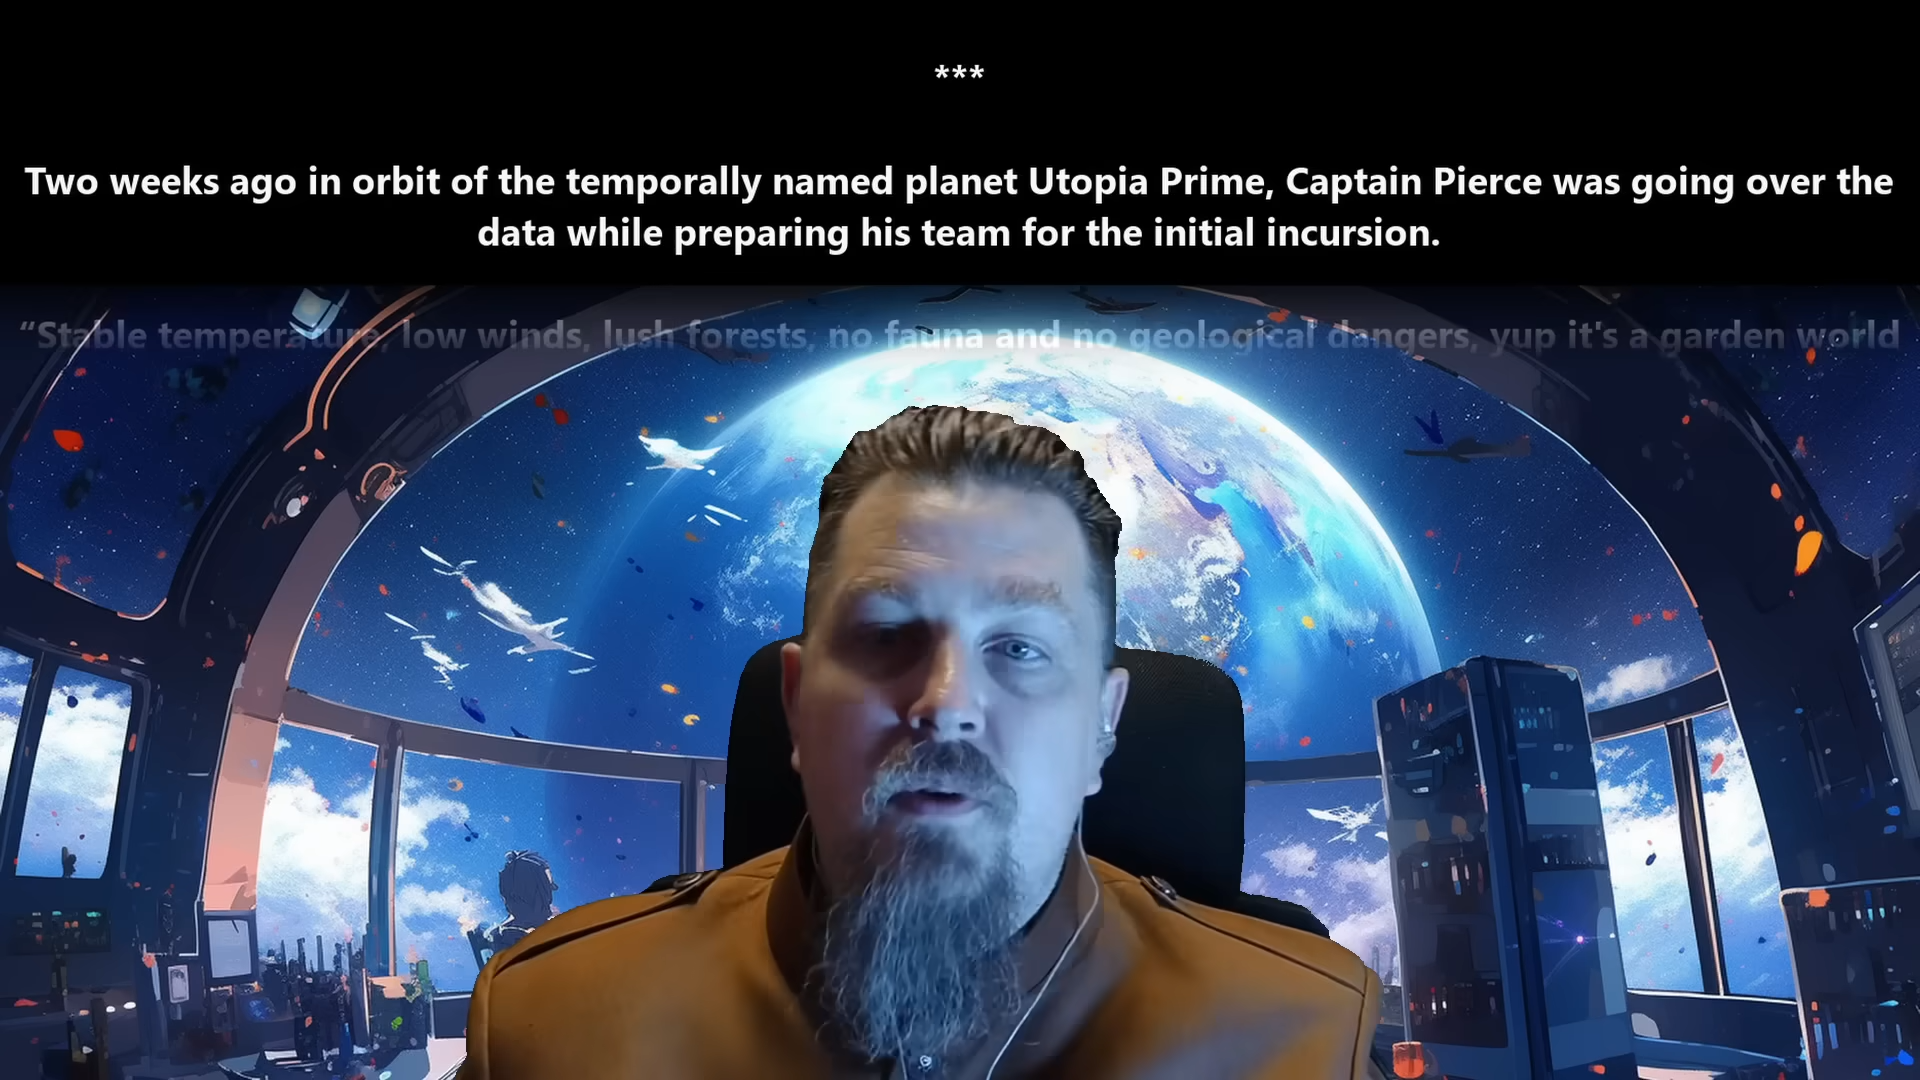 ***
Two weeks ago in orbit of the temporally named planet Utopia Prime, Captain Pierce was going over the
data while preparing his team for the initial incursion.
“Stable temperature, low winds, lush forests, no fauna and no geological dangers, yup it's a garden world